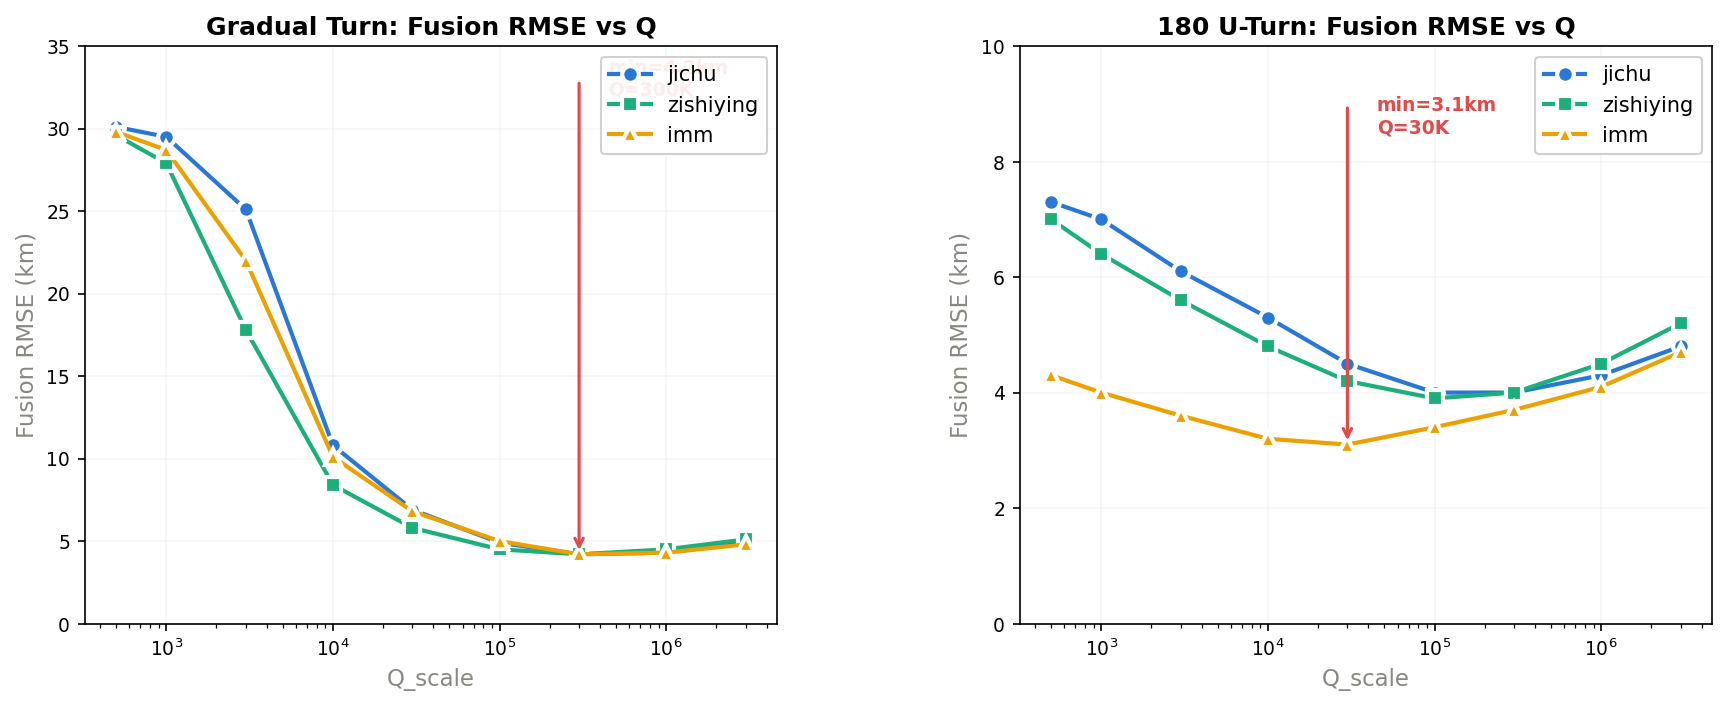 Gradual Turn: Fusion RMSE vs Q
35
30
25
20
15
10
5
0
Fusion RMSE (km)
10³
10⁴
10⁵
10⁶
Q_scale
Q=300K
jichu
zishiying
imm
180 U-Turn: Fusion RMSE vs Q
10
8
6
4
2
0
Fusion RMSE (km)
10³
10⁴
10⁵
10⁶
Q_scale
min=3.1km
Q=30K
jichu
zishiying
imm